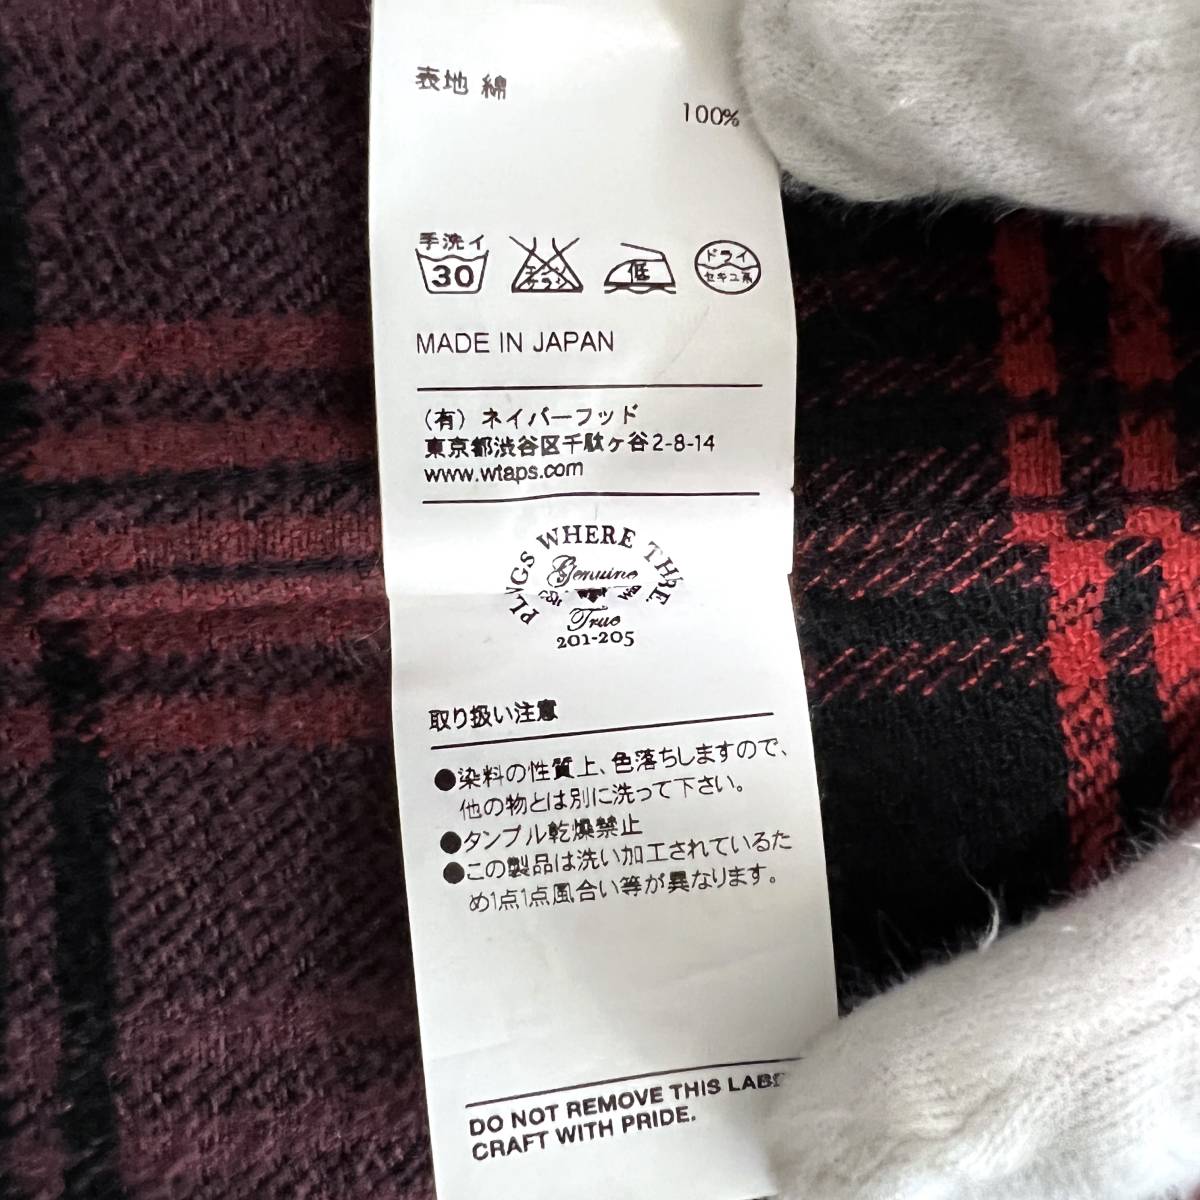 表地 綿
100%
手洗イ
30
エンソ
サラシ
低
ドライ
セキユ系
MADE IN JAPAN
（有）ネイバーフッド
東京都渋谷区千駄ヶ谷2-8-14
www.wtaps.com
WHERE
Genuine
True
201-205
取り扱い注意
●染料の性質上、色落ちしますので、
他の物とは別に洗って下さい。
●タンブル乾燥禁止
●この製品は洗い加工されているた
め1点1点風合い等が異なります。
DO NOT REMOVE THIS LABE
CRAFT WITH PRIDE.